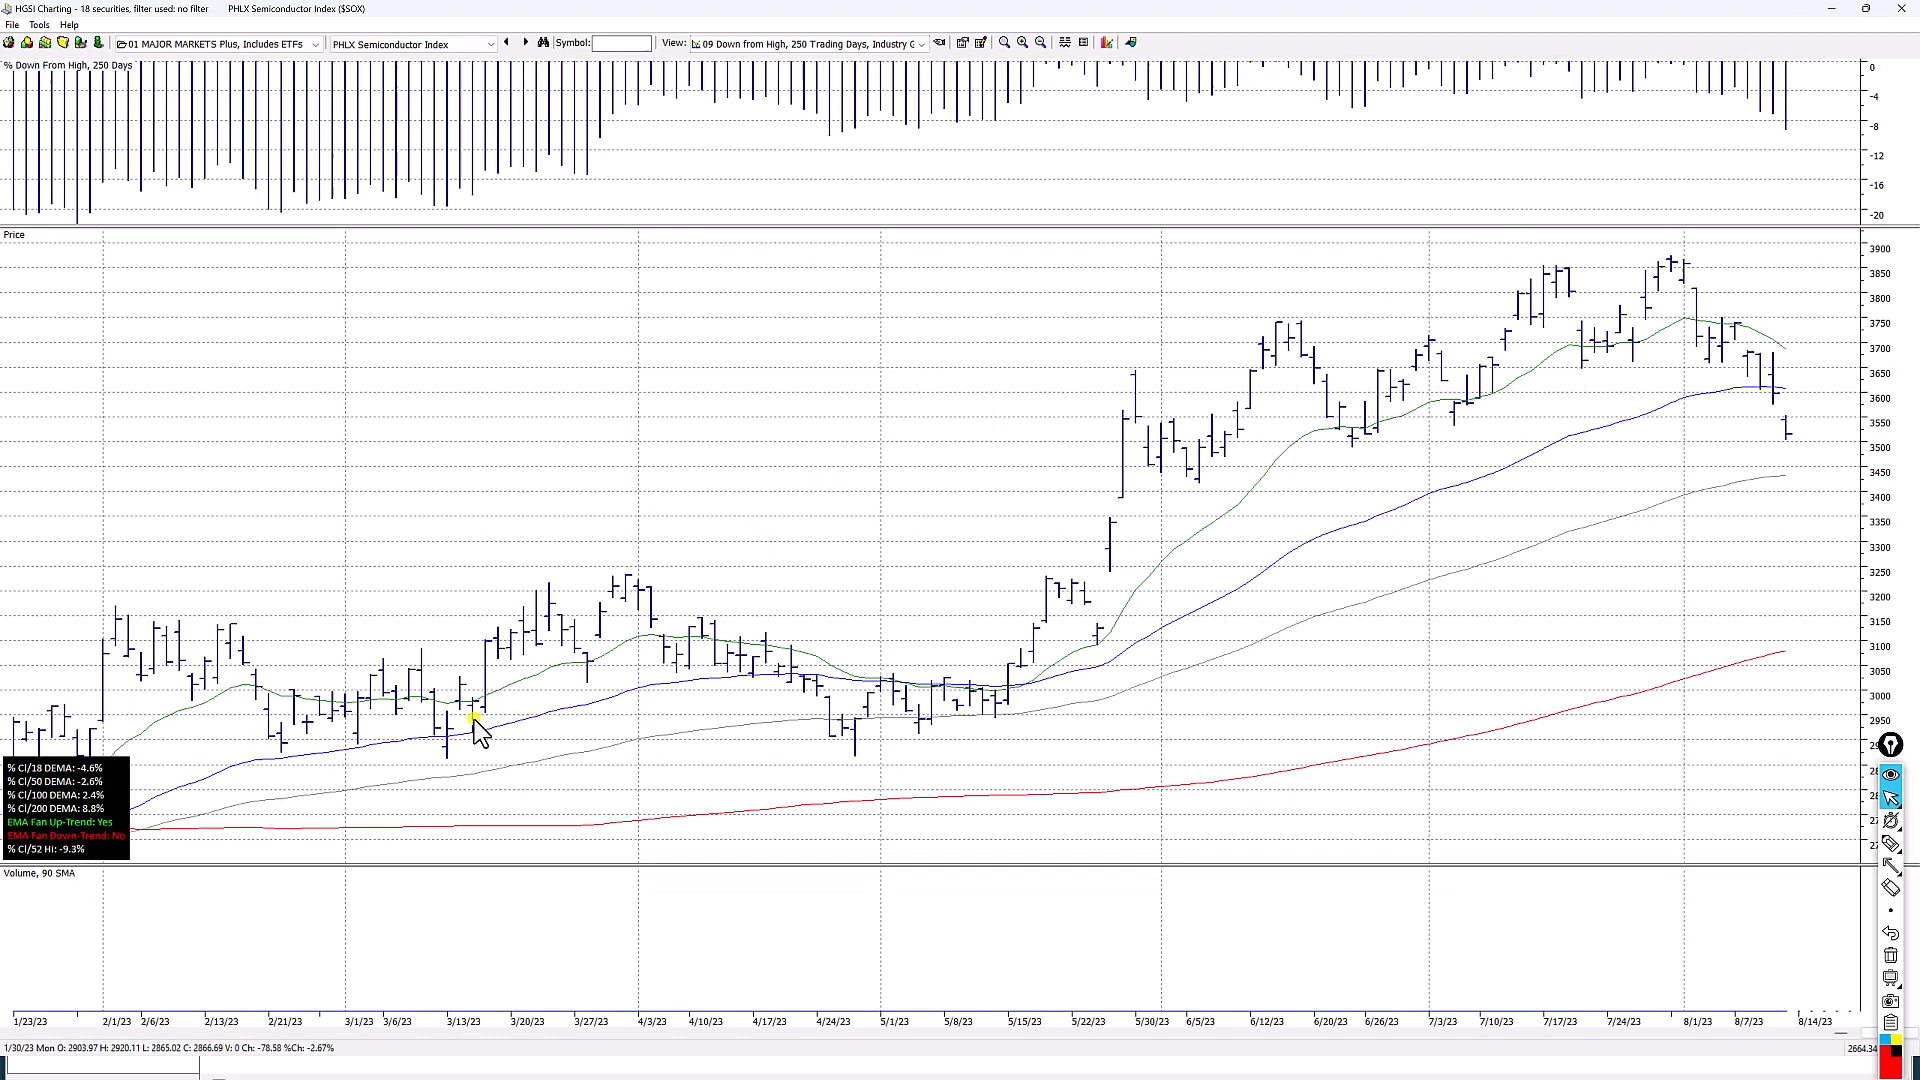 HGSI Charting - 18 securities, filter used: no filter PHLX Semiconductor Index ($SOX)
File Tools Help
01 MAJOR MARKETS Plus, Includes ETFs PHLX Semiconductor Index Symbol: View: 09 Down from High, 250 Trading Days, Industry G
% Down From High, 250 Days
0
-4
-8
-12
-16
-20
Price
3900
3850
3800
3750
3700
3650
3600
3550
3500
3450
3400
3350
3300
3250
3200
3150
3100
3050
3000
2950
% Cl/18 DEMA: -4.6%
% Cl/50 DEMA: -2.6%
% Cl/100 DEMA: 2.4%
% Cl/200 DEMA: 8.8%
EMA Fan Up-Trend: Yes
EMA Fan Down-Trend: No
% Cl/52 Hi: -9.3%
Volume, 90 SMA
1/23/23 2/1/23 2/6/23 2/13/23 2/21/23 3/1/23 3/6/23 3/13/23 3/20/23 3/27/23 4/3/23 4/10/23 4/17/23 4/24/23 5/1/23 5/8/23 5/15/23 5/22/23 5/30/23 6/5/23 6/12/23 6/20/23 6/26/23 7/3/23 7/10/23 7/17/23 7/24/23 8/1/23 8/7/23 8/14/23
1/30/23 Mon O: 2903.97 H: 2920.11 L: 2865.02 C: 2866.69 V: 0 Ch: -78.58 %Ch: -2.67%
2664.34